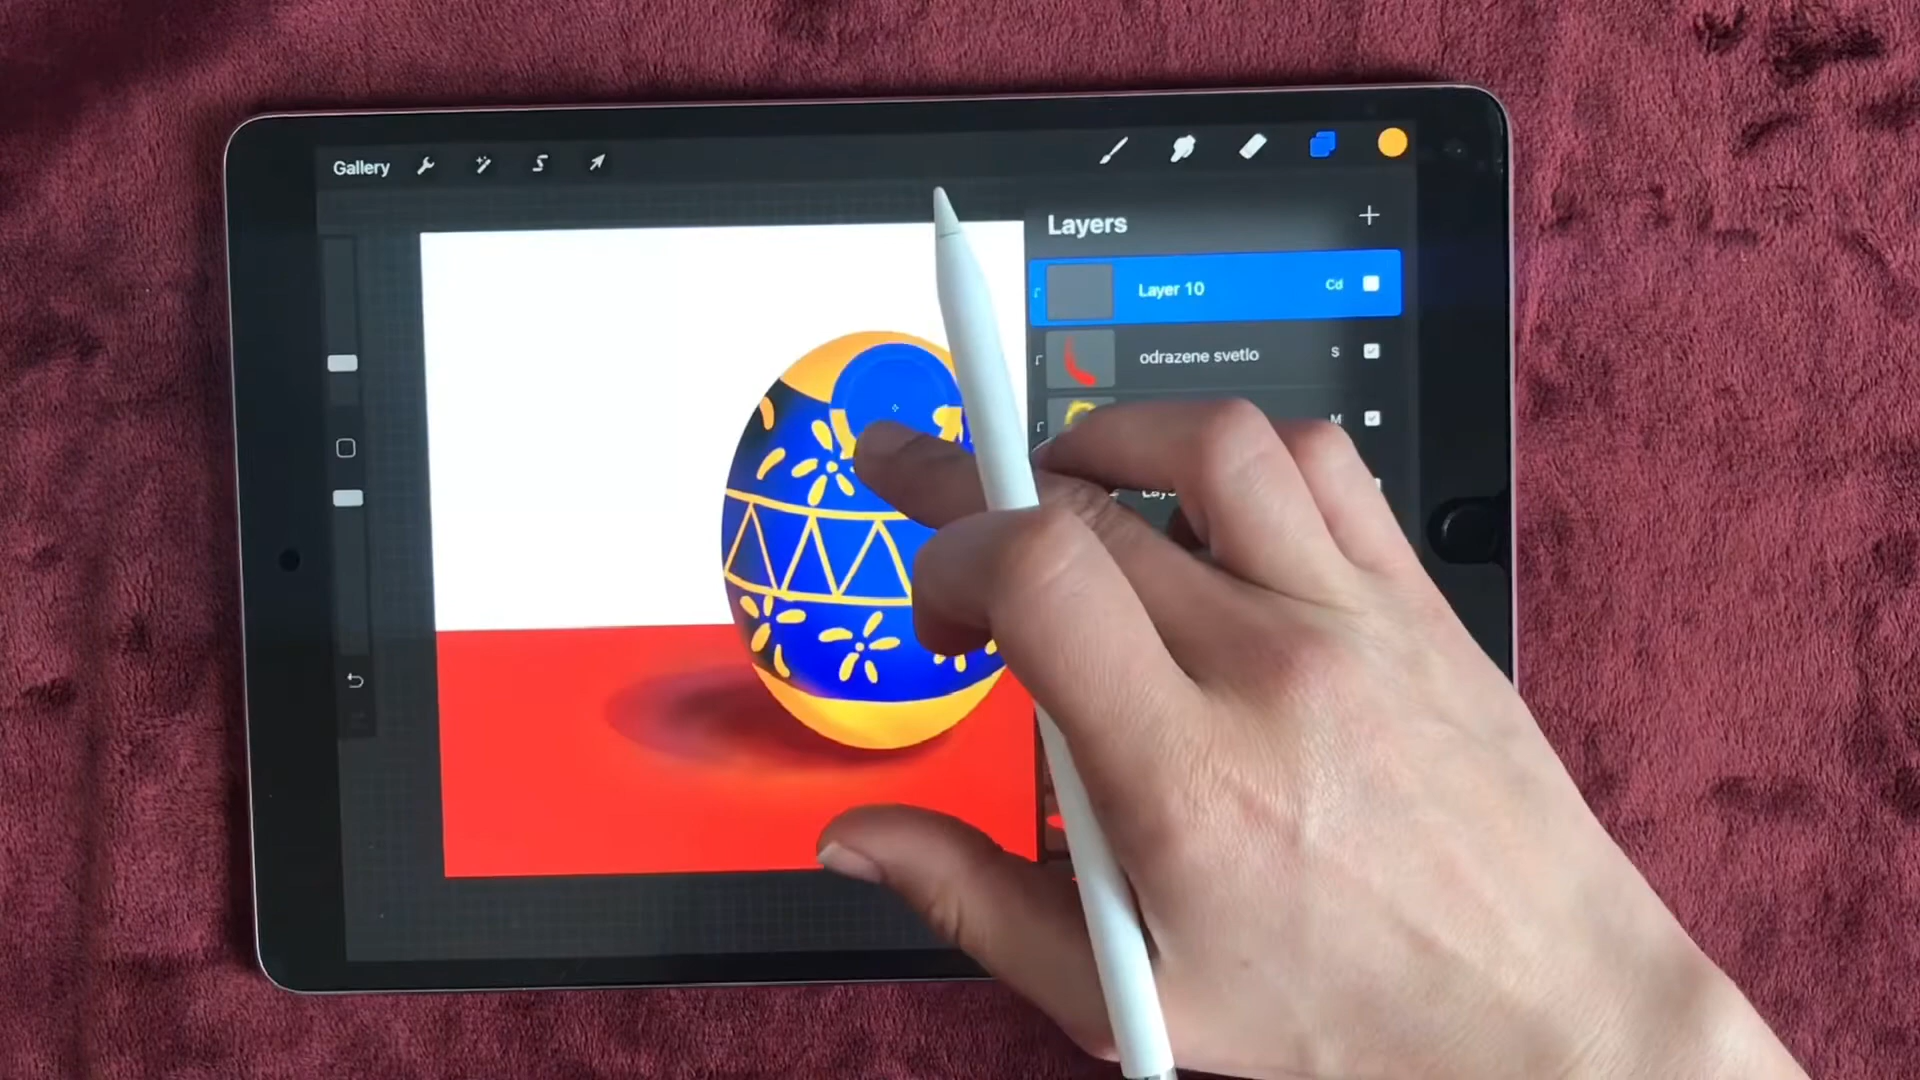 Gallery
Layers
Layer 10 Cd
odrazene svetlo S
M